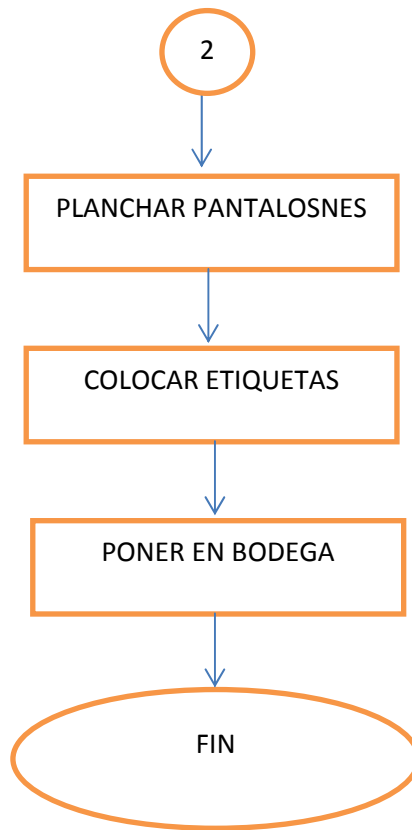 2
PLANCHAR PANTALOSNES
COLOCAR ETIQUETAS
PONER EN BODEGA
FIN